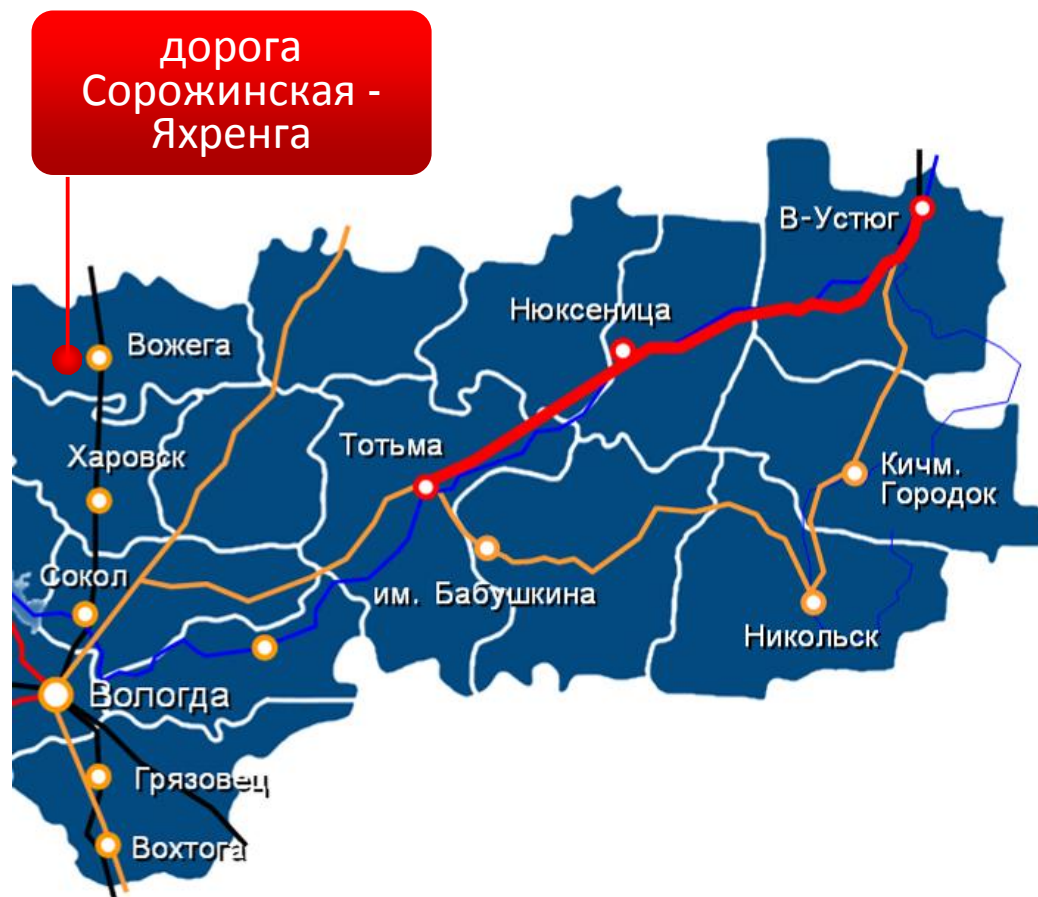 дорога
Сорожинская -
Яхренга
В-Устюг
Нюксеница
Вожега
Тотьма
Харовск
Кичм.
Городок
Сокол
им. Бабушкина
Никольск
Вологда
Грязовец
Вохтога